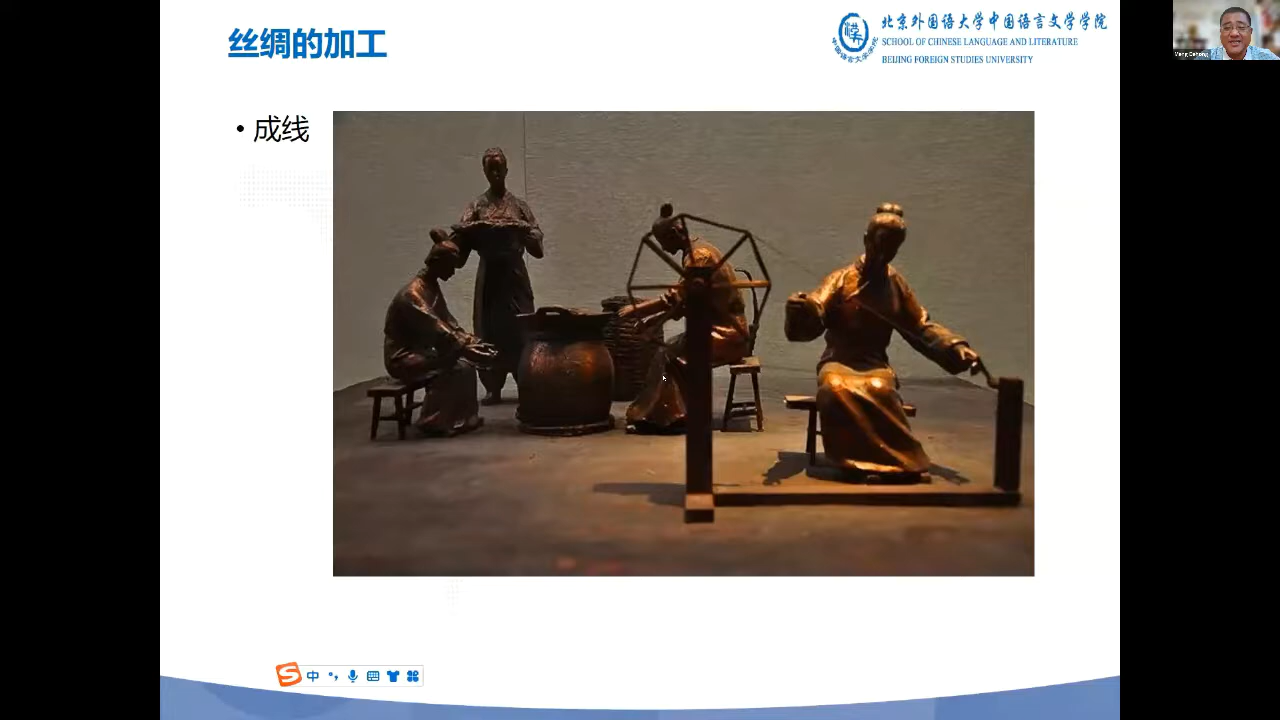 丝绸的加工
北京外国语大学中国语言文学学院
SCHOOL OF CHINESE LANGUAGE AND LITERATURE
BEIJING FOREIGN STUDIES UNIVERSITY
• 成线
中